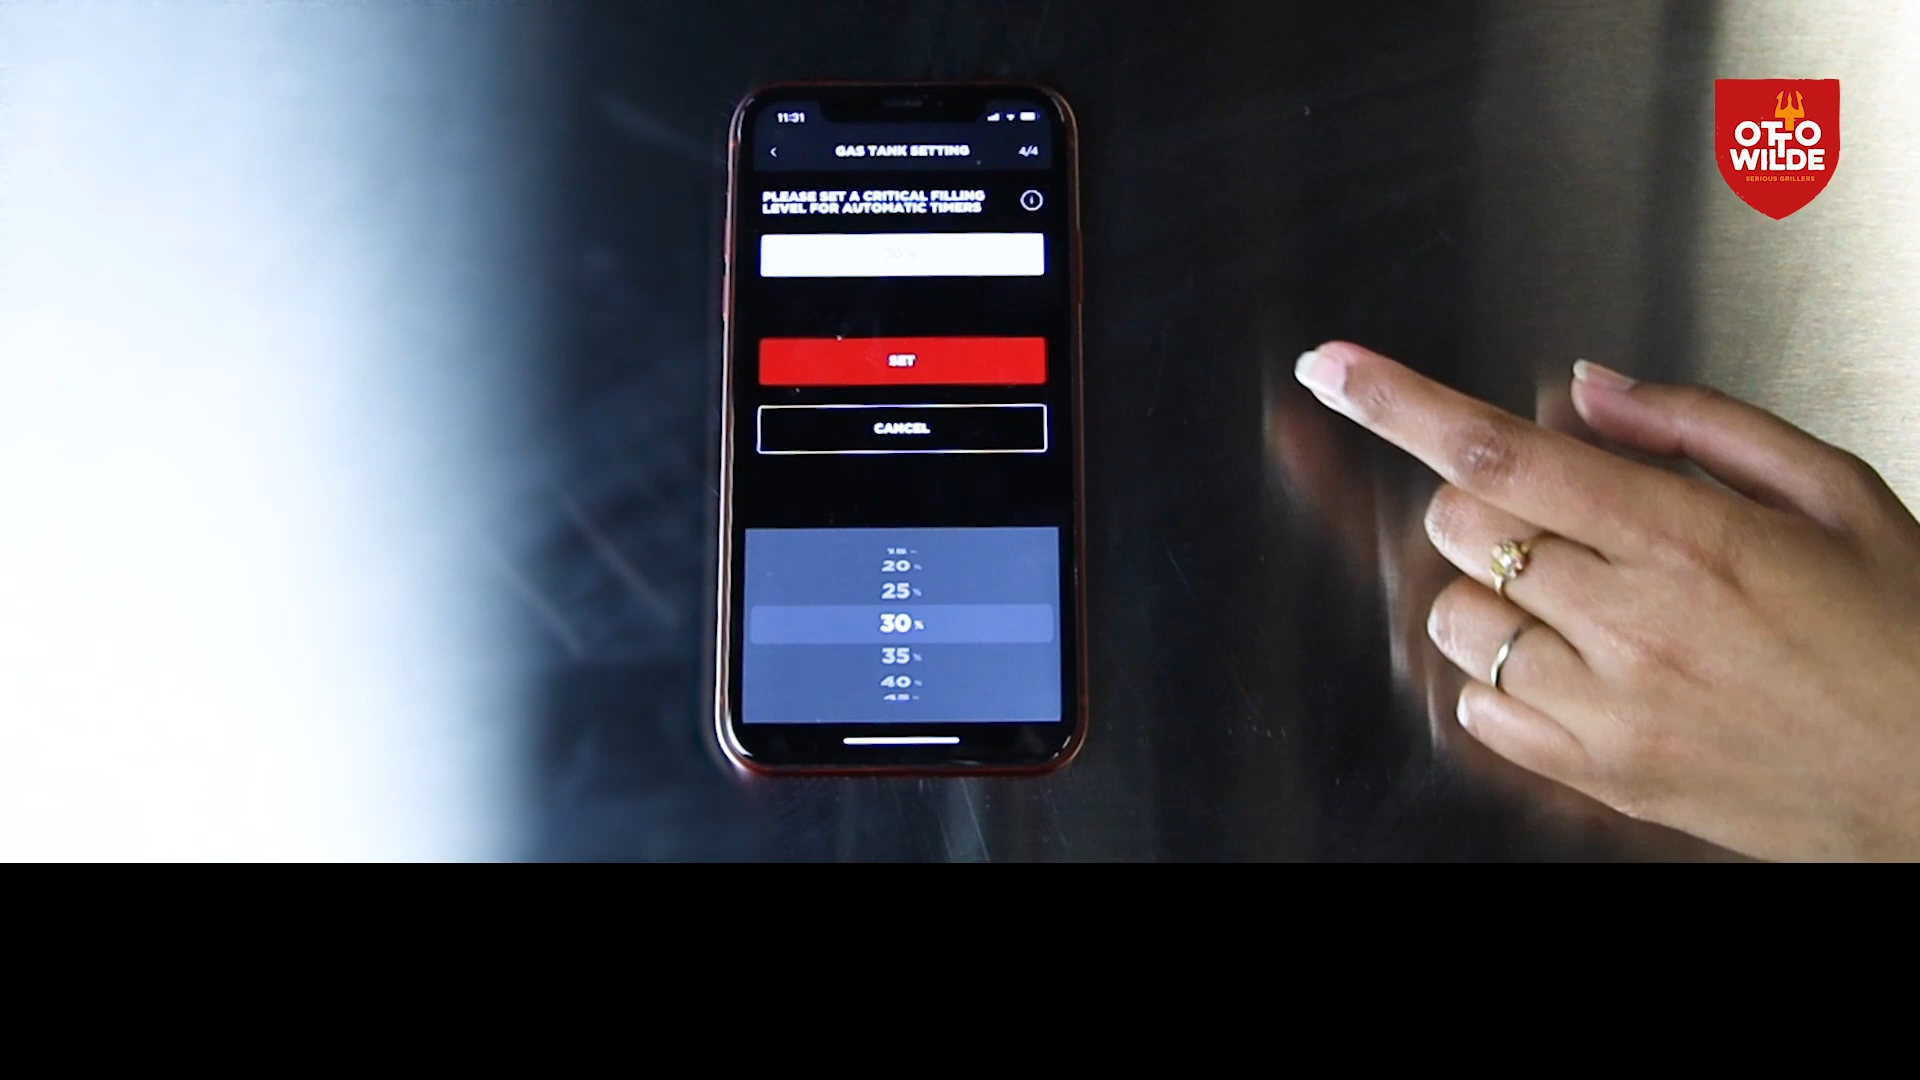 11:31
GAS TANK SETTING
4/4
PLEASE SET A CRITICAL FILLING
LEVEL FOR AUTOMATIC TIMERS
30 %
SET
CANCEL
20 %
25 %
30 %
35 %
40 %
OTTO
WILDE
SERIOUS GRILLERS